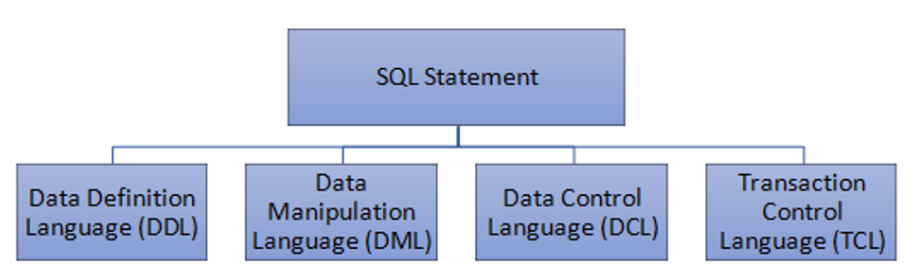 SQL Statement
Data Definition
Language (DDL)
Data
Manipulation
Language (DML)
Data Control
Language (DCL)
Transaction
Control
Language (TCL)